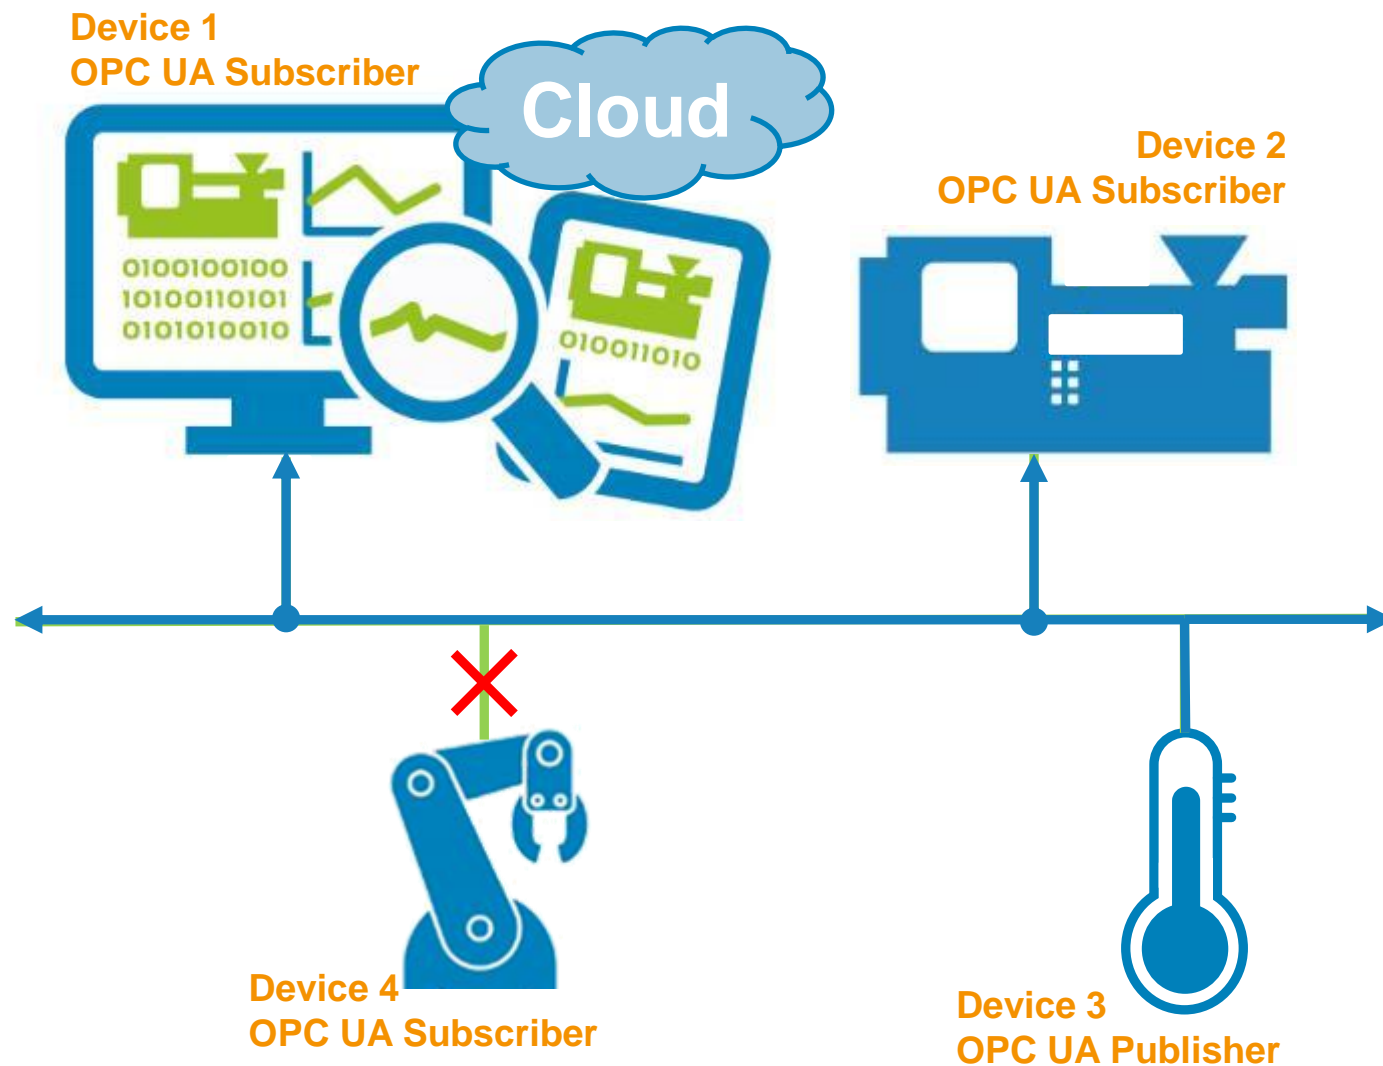 Device 1
OPC UA Subscriber
Cloud
Device 2
OPC UA Subscriber
0100100100
10100110101
0101010010
010011010
Device 4
OPC UA Subscriber
Device 3
OPC UA Publisher